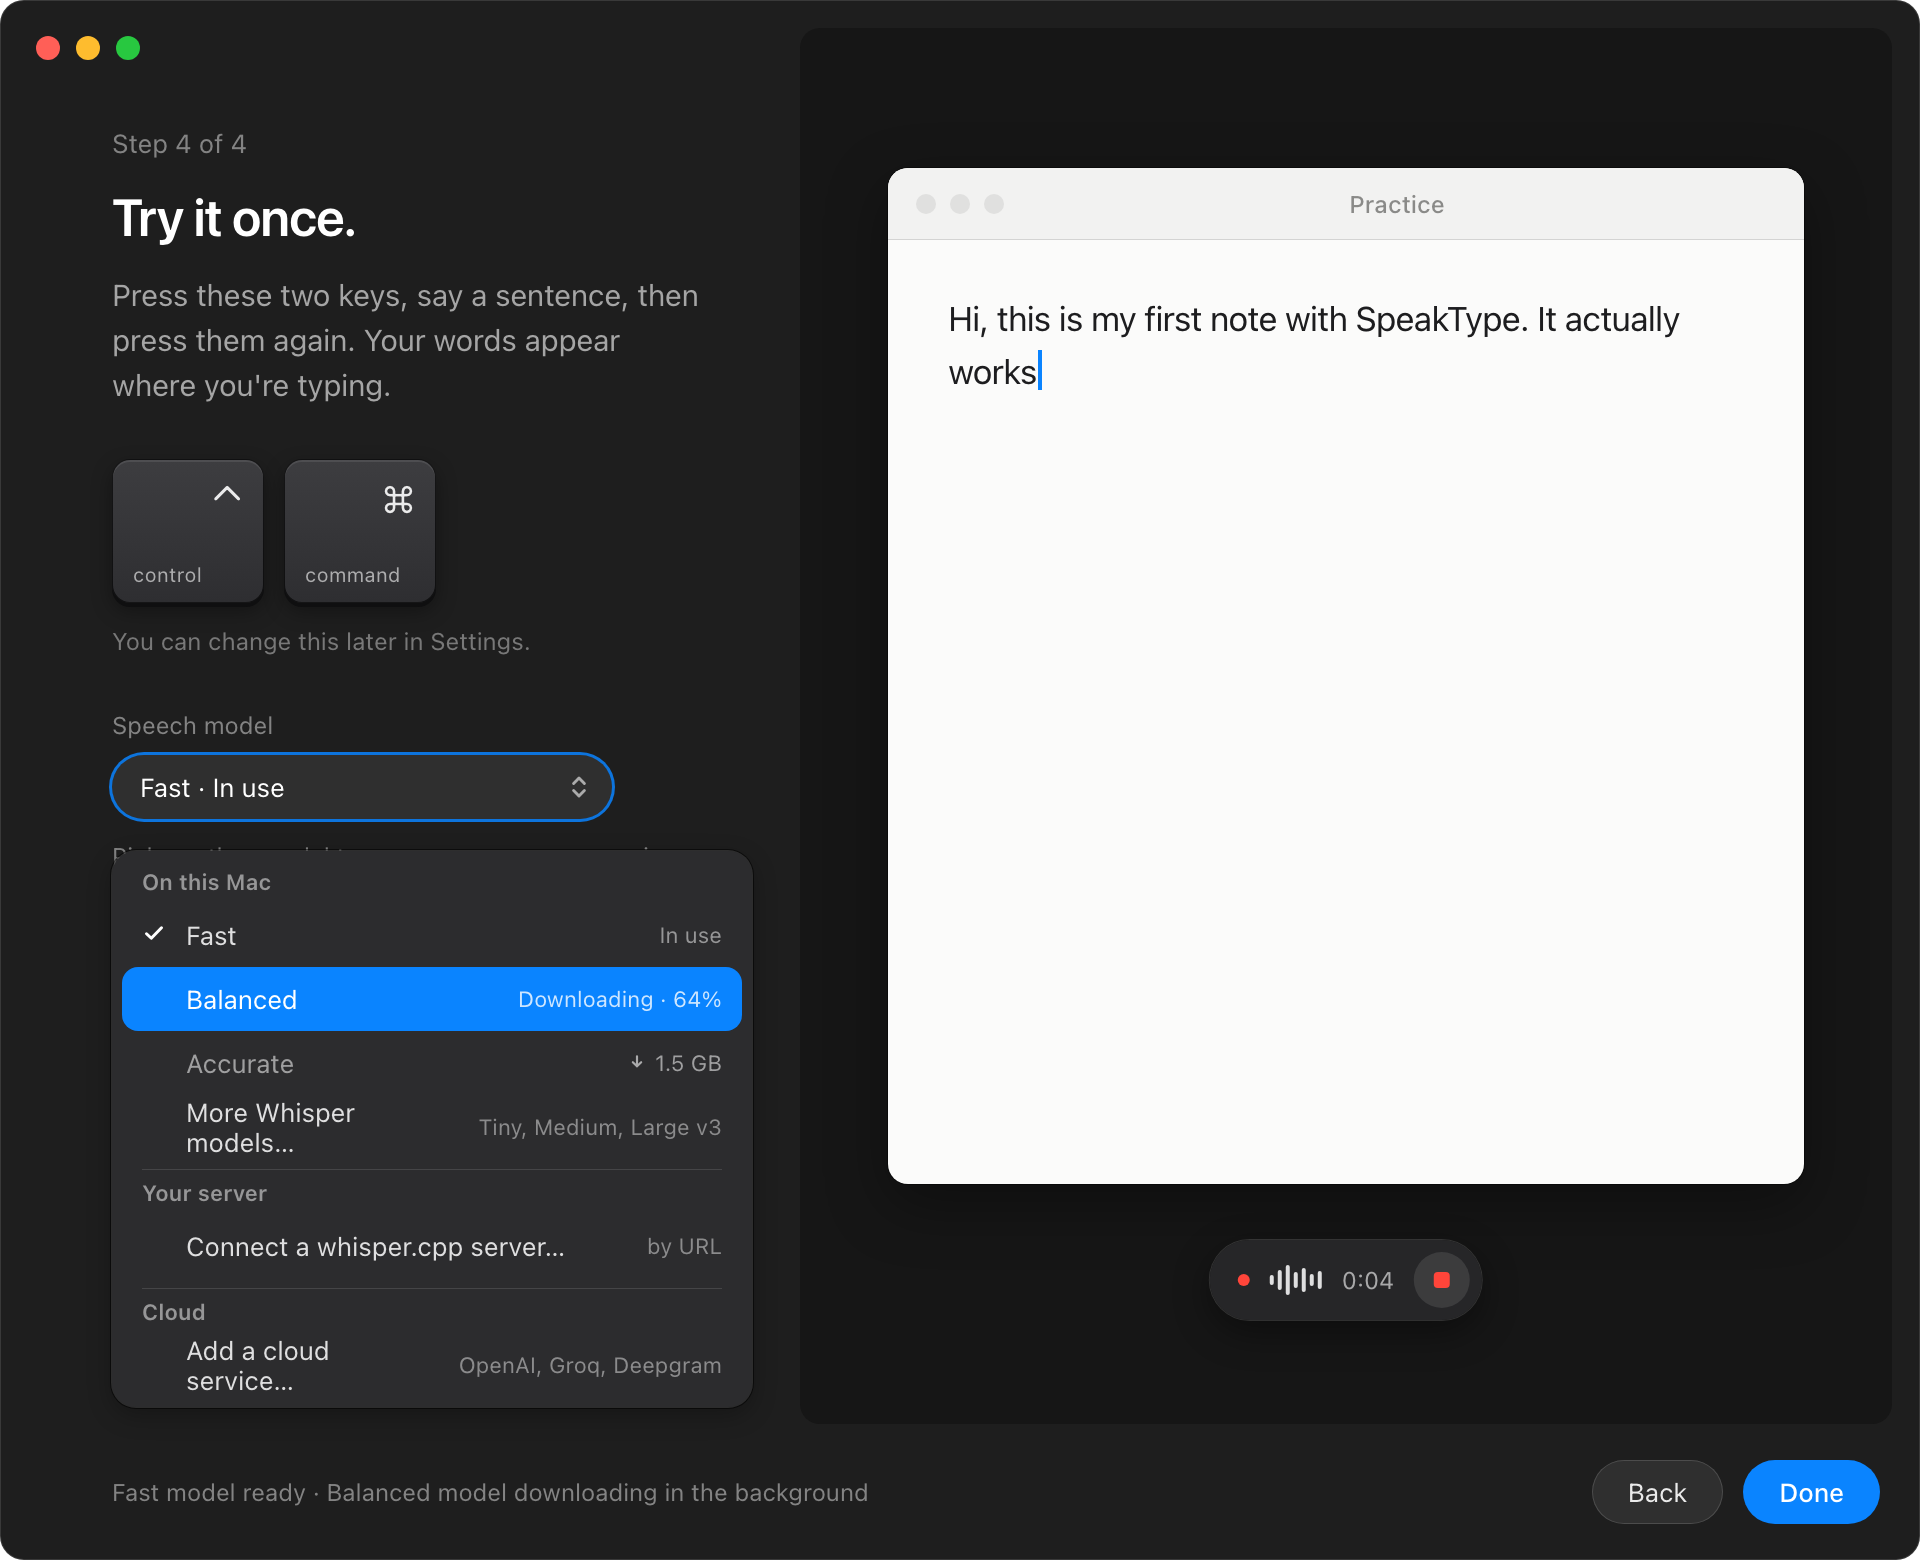 Step 4 of 4
Try it once.
Press these two keys, say a sentence, then
press them again. Your words appear
where you're typing.
control
⌘
command
You can change this later in Settings.
Speech model
Fast · In use
On this Mac
Fast In use
Balanced Downloading · 64%
Accurate ↓ 1.5 GB
More Whisper
models... Tiny, Medium, Large v3
Your server
Connect a whisper.cpp server... by URL
Cloud
Add a cloud
service... OpenAI, Groq, Deepgram
Practice
Hi, this is my first note with SpeakType. It actually
works
0:04
Fast model ready · Balanced model downloading in the background
Back
Done